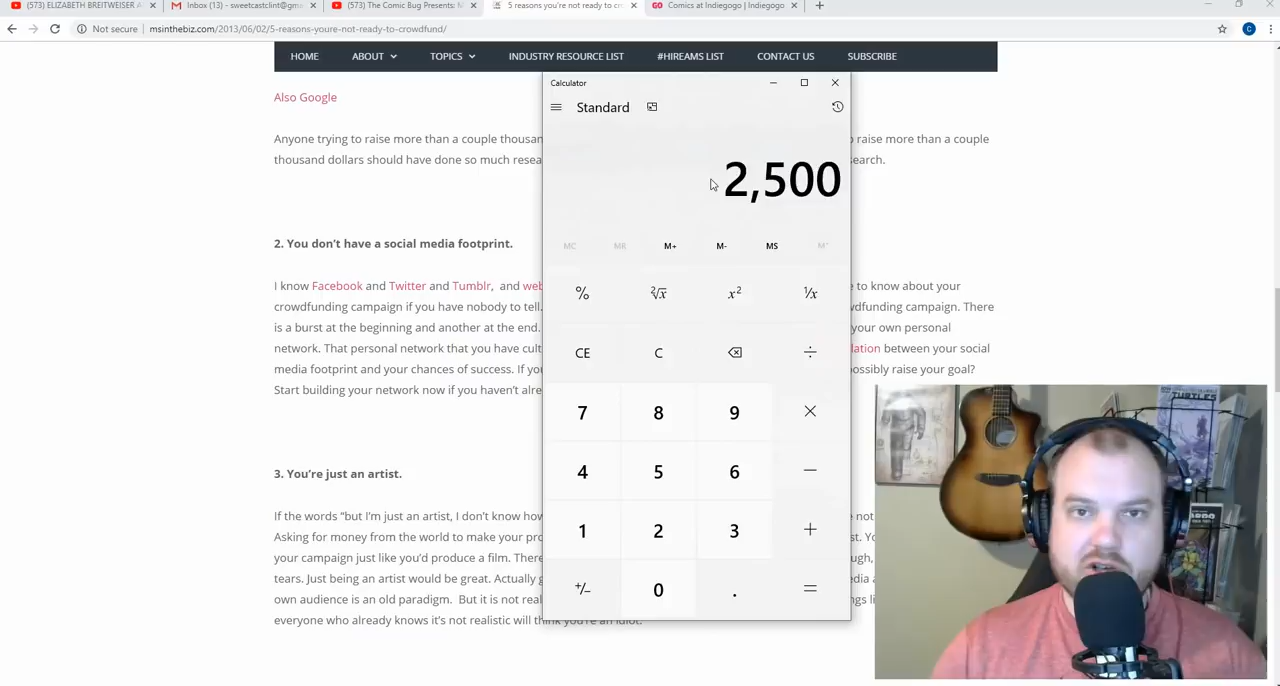 (573) ELIZABETH BREITWEISER A
Inbox (13) - sweetcastclint@gm
(573) The Comic Bug Presents: M
5 reasons you're not ready to cr
Comics at Indiegogo | Indiegogo
Not secure | msinthebiz.com/2013/06/02/5-reasons-youre-not-ready-to-crowdfund/
C
HOME ABOUT TOPICS INDUSTRY RESOURCE LIST #HIREAMS LIST CONTACT US SUBSCRIBE
Also Google
Anyone trying to raise more than a couple thousan
raise more than a couple
thousand dollars should have done so much resea
search.
2. You don't have a social media footprint.
I know Facebook and Twitter and Tumblr, and web
e to know about your
crowdfunding campaign if you have nobody to tell.
wdfunding campaign. There
is a burst at the beginning and another at the end.
your own personal
network. That personal network that you have cult
lation between your social
media footprint and your chances of success. If yo
possibly raise your goal?
Start building your network now if you haven't alre
3. You're just an artist.
If the words "but I'm just an artist, I don't know how
e not
Asking for money from the world to make your pro
st. Yo
your campaign just like you'd produce a film. There
ough,
tears. Just being an artist would be great. Actually g
edia a
own audience is an old paradigm. But it is not real
ngs li
everyone who already knows it's not realistic will think you're an idiot.
Calculator
Standard
2,500
MC MR M+ M- MS M˅
% ²√x x² ¹/x
CE C ⌫ ÷
7 8 9 ×
4 5 6 −
1 2 3 +
+/− 0 . =
TURTLES